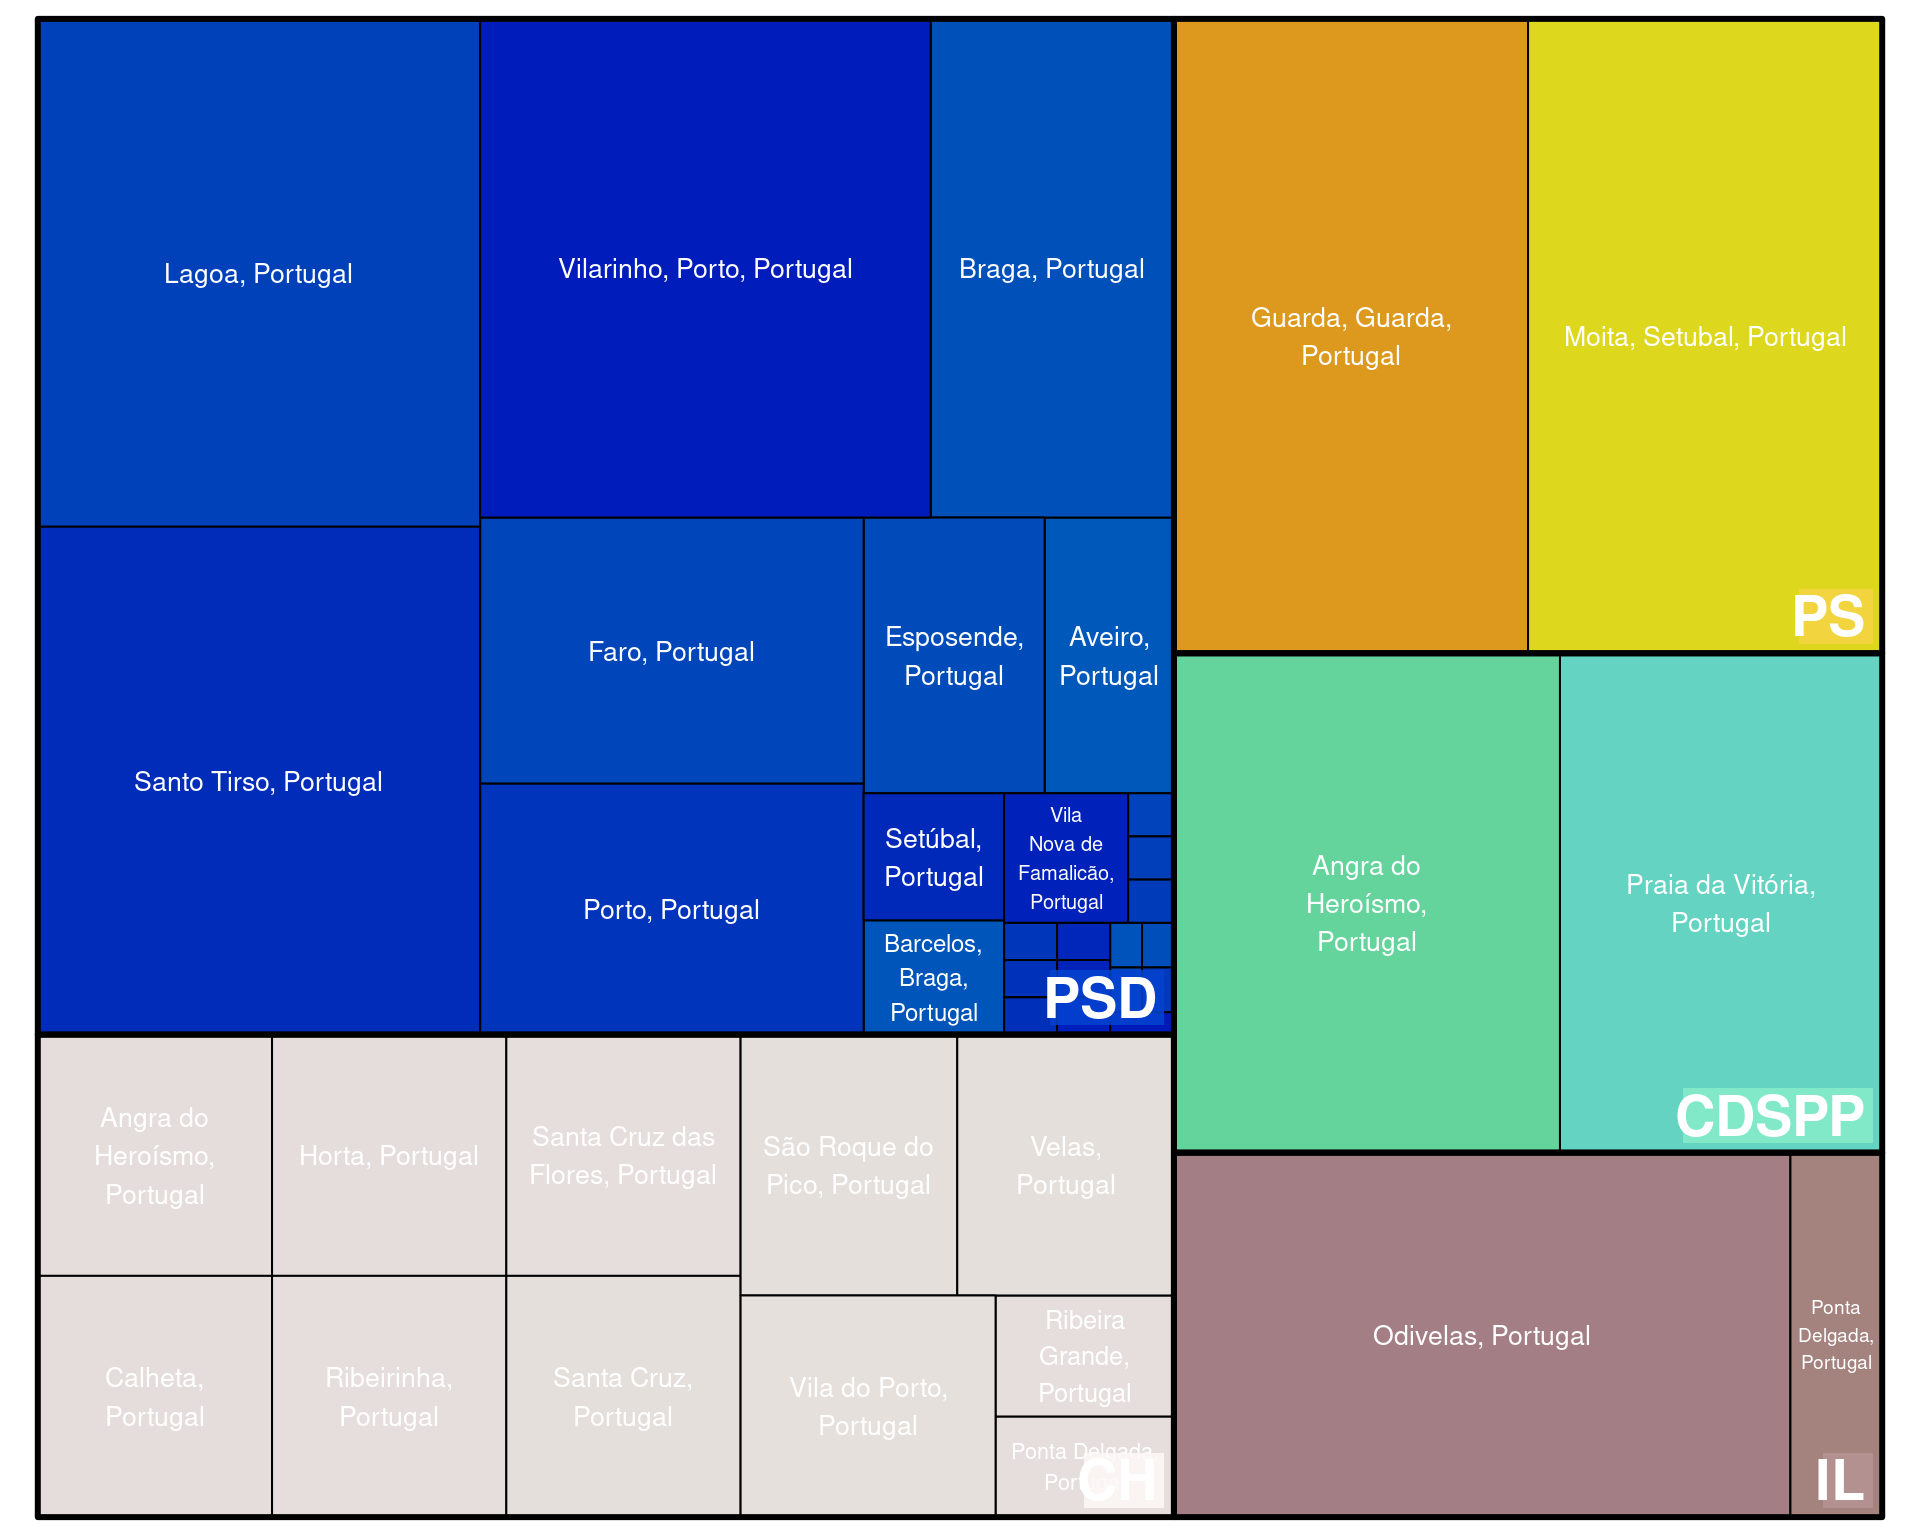 Lagoa, Portugal
Vilarinho, Porto, Portugal
Braga, Portugal
Santo Tirso, Portugal
Faro, Portugal
Esposende,
Portugal
Aveiro,
Portugal
Porto, Portugal
Setúbal,
Portugal
Vila
Nova de
Famalicão,
Portugal
Barcelos,
Braga,
Portugal
PSD
Guarda, Guarda,
Portugal
Moita, Setubal, Portugal
PS
Angra do
Heroísmo,
Portugal
Praia da Vitória,
Portugal
CDSPP
Angra do
Heroísmo,
Portugal
Horta, Portugal
Santa Cruz das
Flores, Portugal
São Roque do
Pico, Portugal
Velas,
Portugal
Calheta,
Portugal
Ribeirinha,
Portugal
Santa Cruz,
Portugal
Vila do Porto,
Portugal
Ribeira
Grande,
Portugal
Ponta Delgada,
Portugal
CH
Odivelas, Portugal
Ponta
Delgada,
Portugal
IL